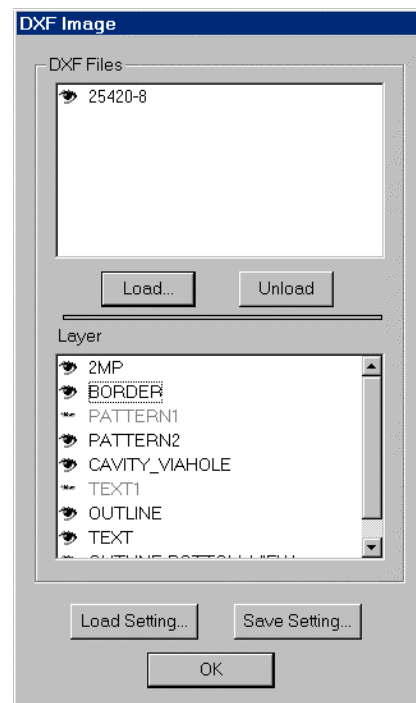 DXF Image
DXF Files
25420-8
Load...
Unload
Layer
2MP
BORDER
PATTERN1
PATTERN2
CAVITY_VIAHOLE
TEXT1
OUTLINE
TEXT
Load Setting...
Save Setting...
OK